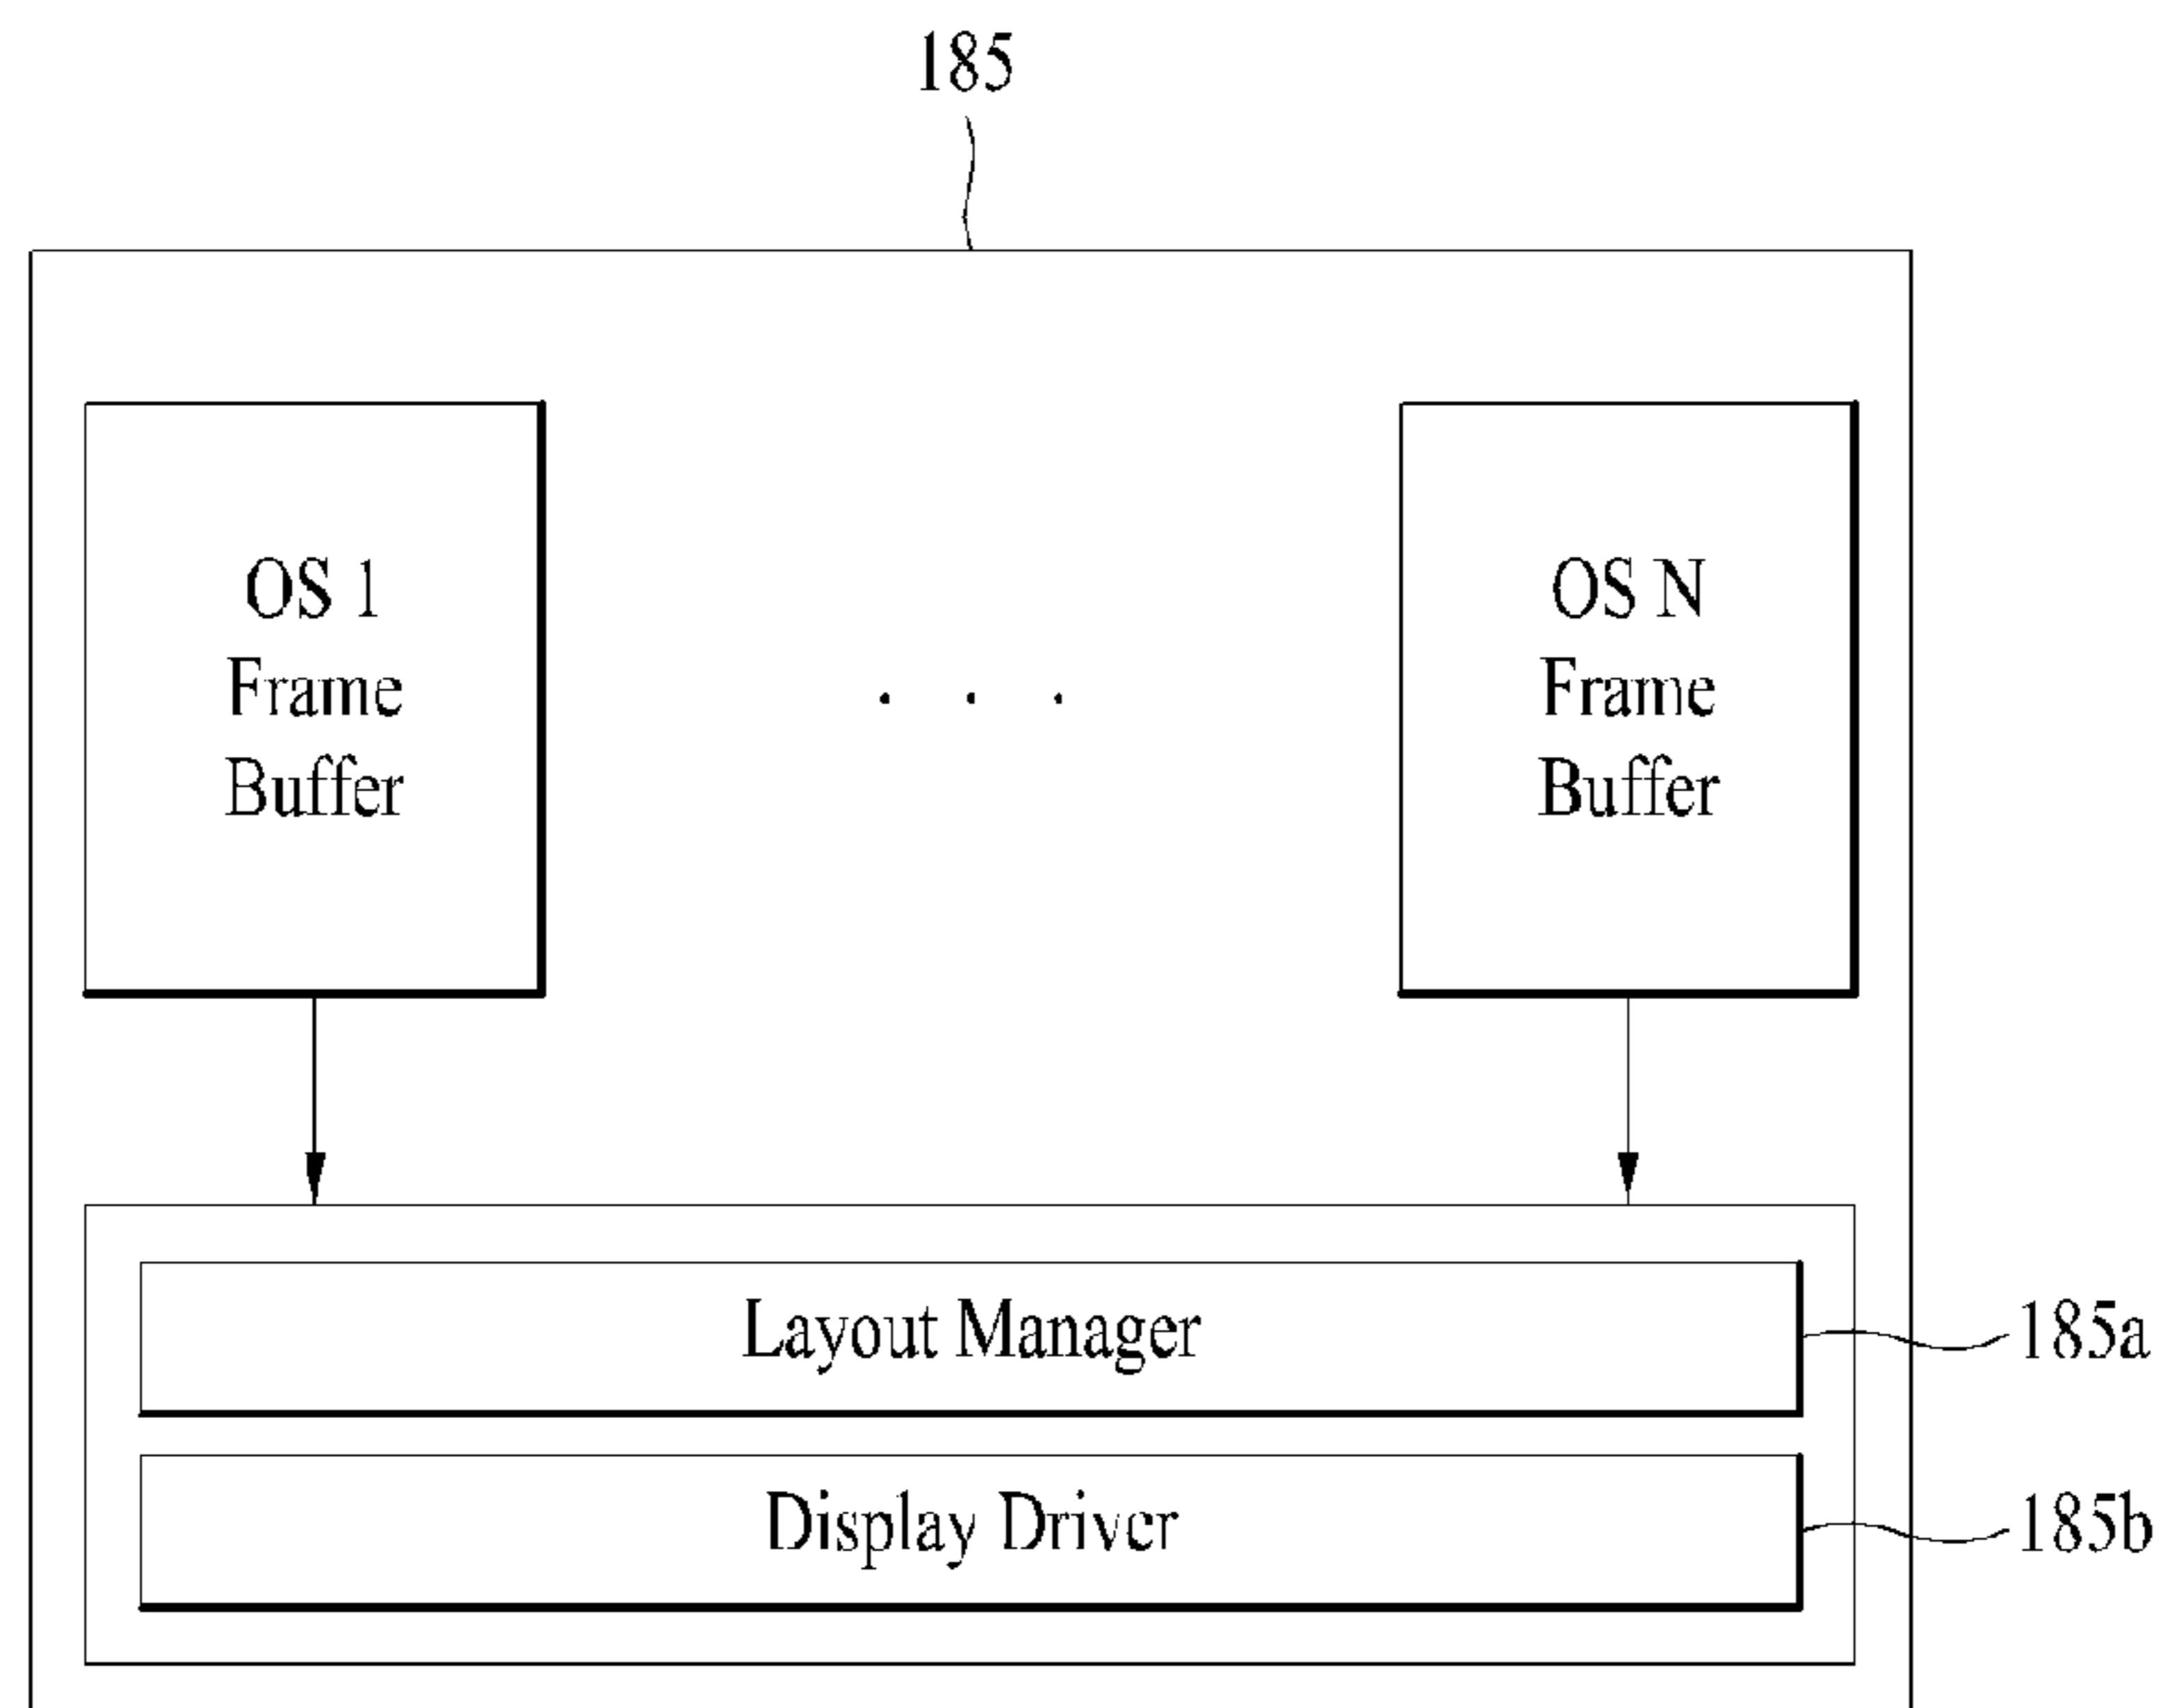 185
OS 1
Frame
Buffer
. . .
OS N
Frame
Buffer
Layout Manager
185a
Display Driver
185b